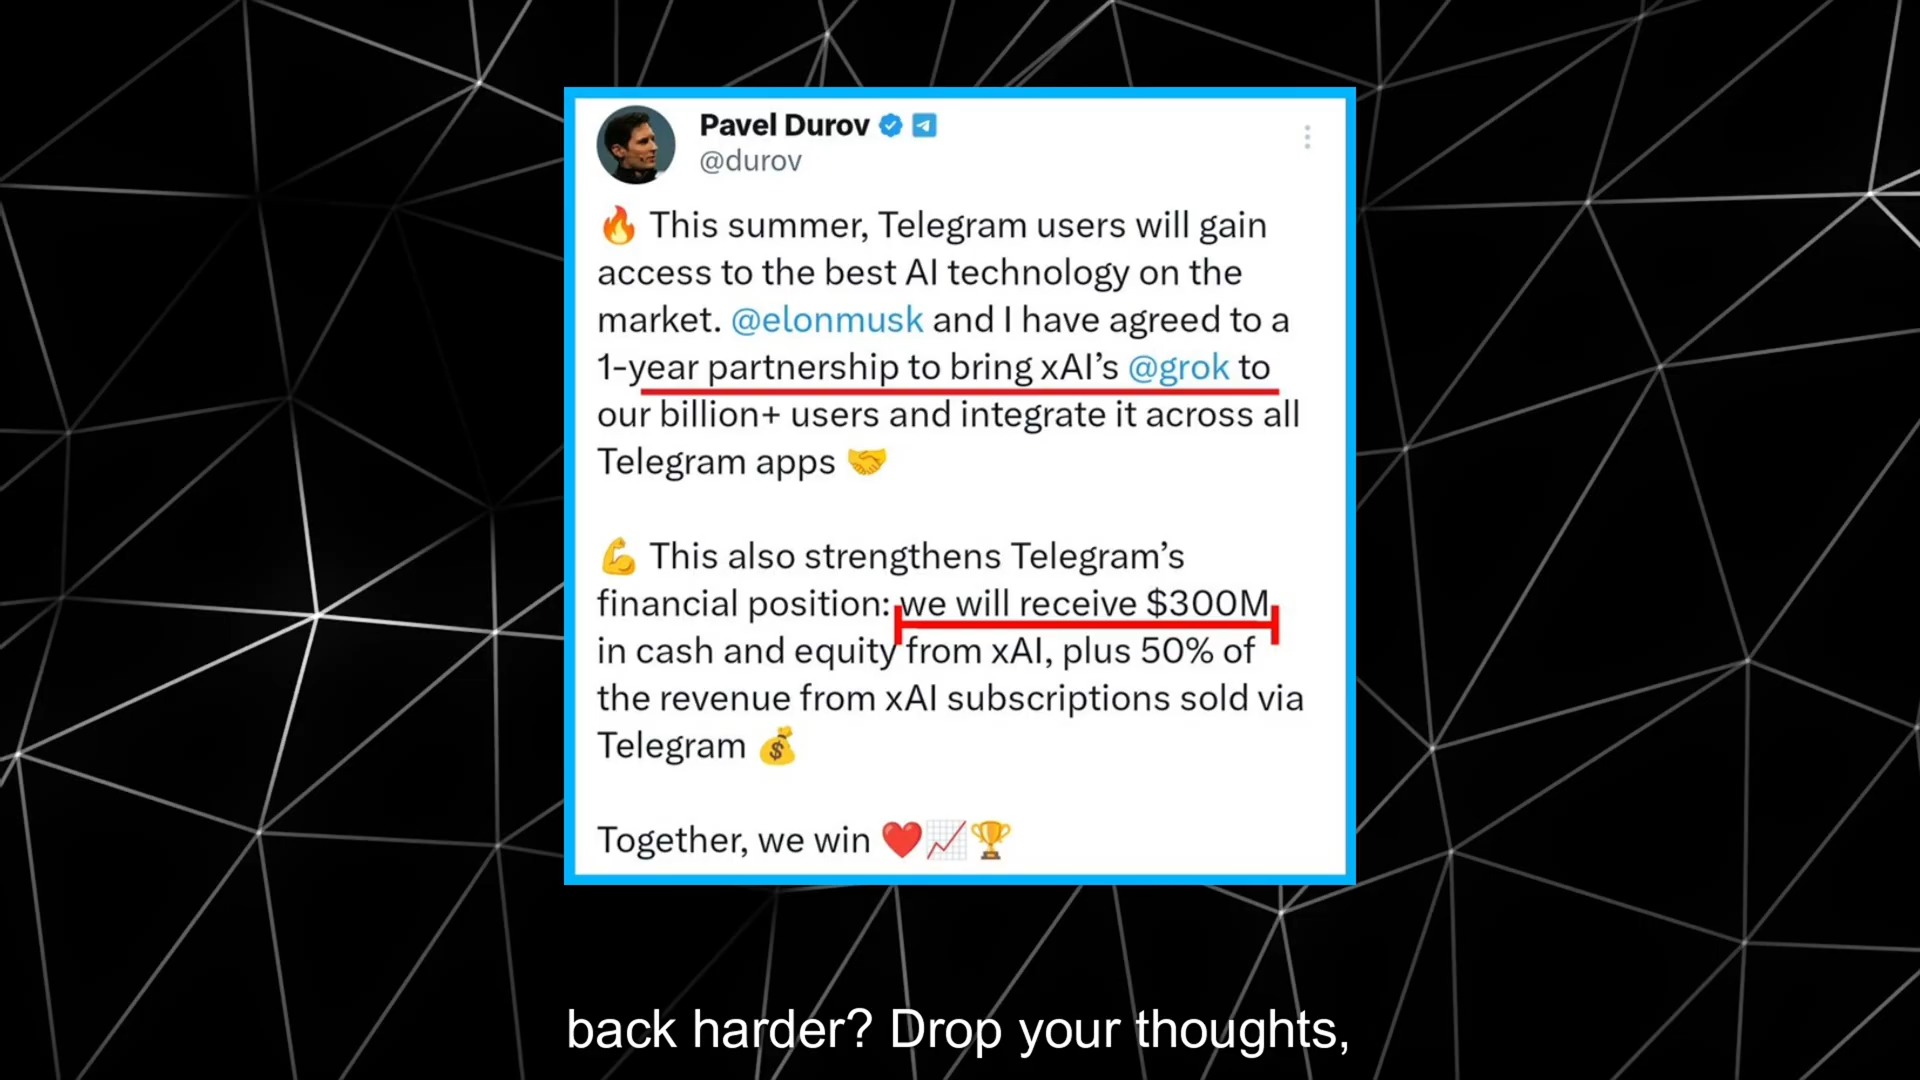 Pavel Durov
@durov
🔥 This summer, Telegram users will gain
access to the best AI technology on the
market. @elonmusk and I have agreed to a
1-year partnership to bring xAI’s @grok to
our billion+ users and integrate it across all
Telegram apps 🤝
💪 This also strengthens Telegram’s
financial position: we will receive $300M
in cash and equity from xAI, plus 50% of
the revenue from xAI subscriptions sold via
Telegram 💰
Together, we win ❤️📈🏆
back harder? Drop your thoughts,